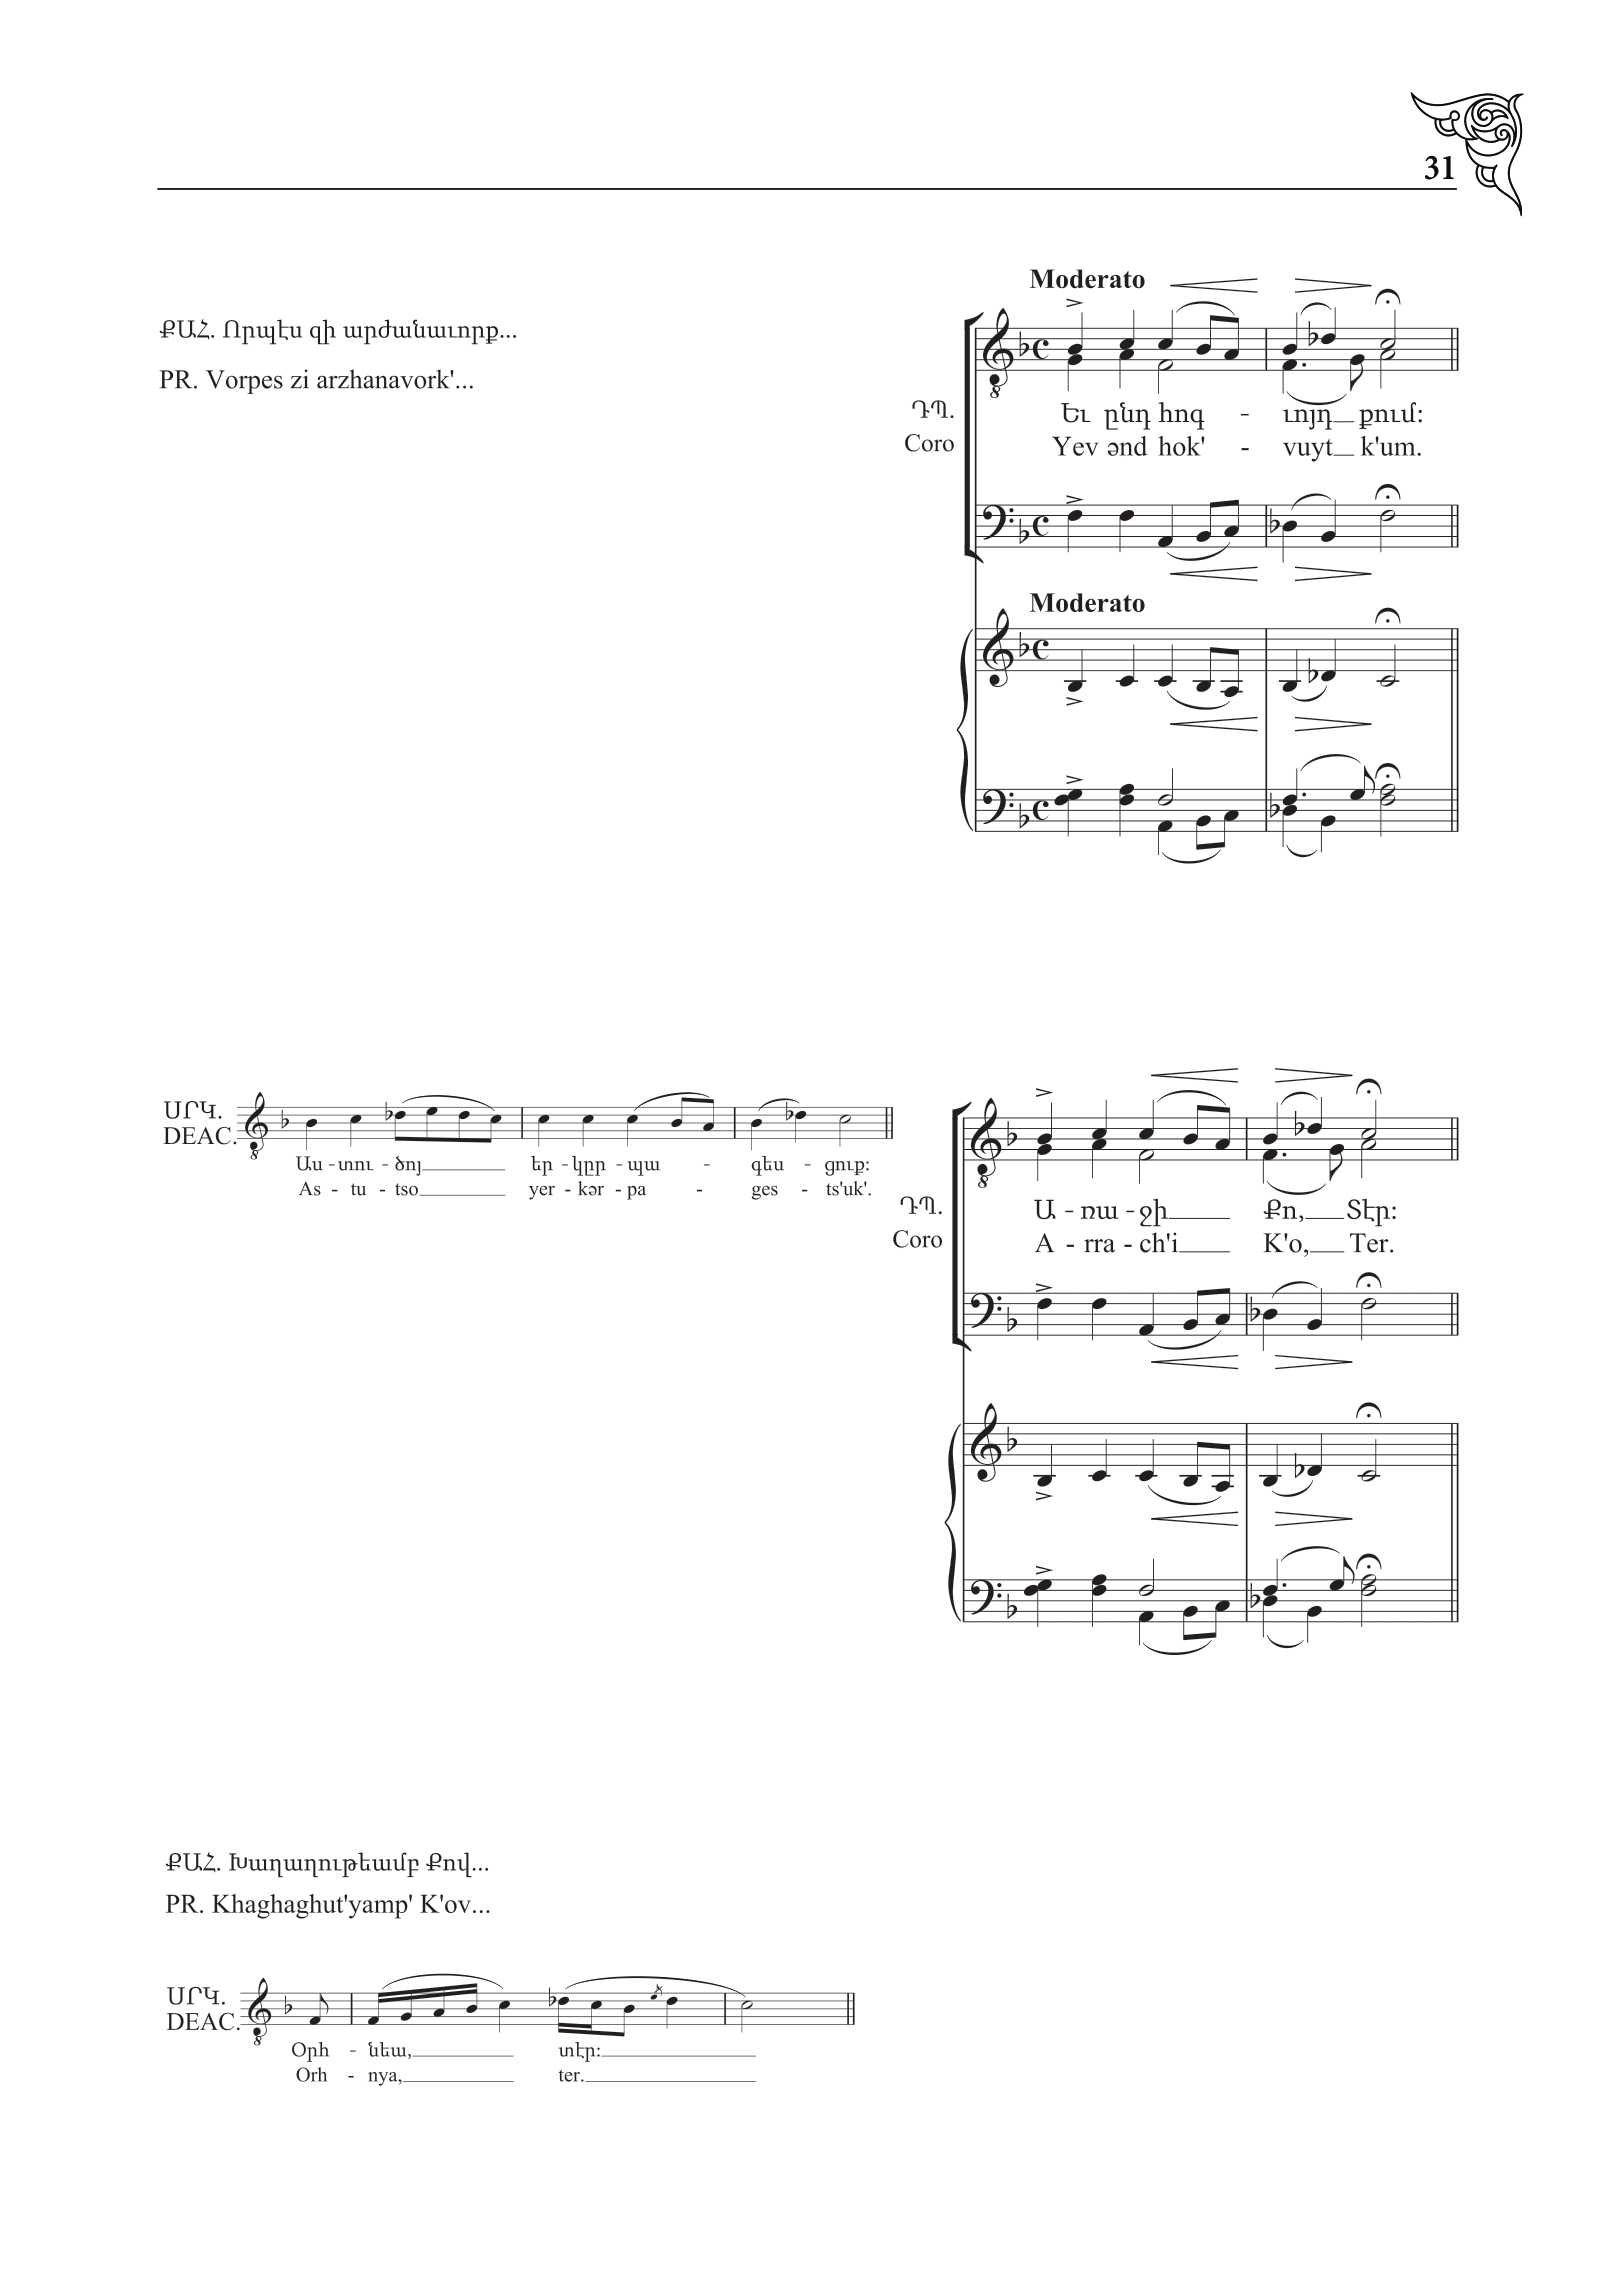 31
Moderato
ՔԱՀ. Որպէս զի արժանաւորք...
PR. Vorpes zi arzhanavork'...
ԴՊ.
Coro
Եւ ընդ հոգ - ւոյդ քում:
Yev ənd hok' - vuyt k'um.
Moderato
ՍՐԿ.
DEAC.
Աս - տու - ծոյ եր - կըր - պա - գես - ցուք:
As - tu - tso yer - kər - pa - ges - ts'uk'.
ԴՊ.
Coro
Ա - ռա - ջի Քո, Տէր:
A - rra - ch'i K'o, Ter.
ՔԱՀ. Խաղաղութեամբ Քով...
PR. Khaghaghut'yamp' K'ov...
ՍՐԿ.
DEAC.
Օրհ - նեա, տէր:
Orh - nya, ter.